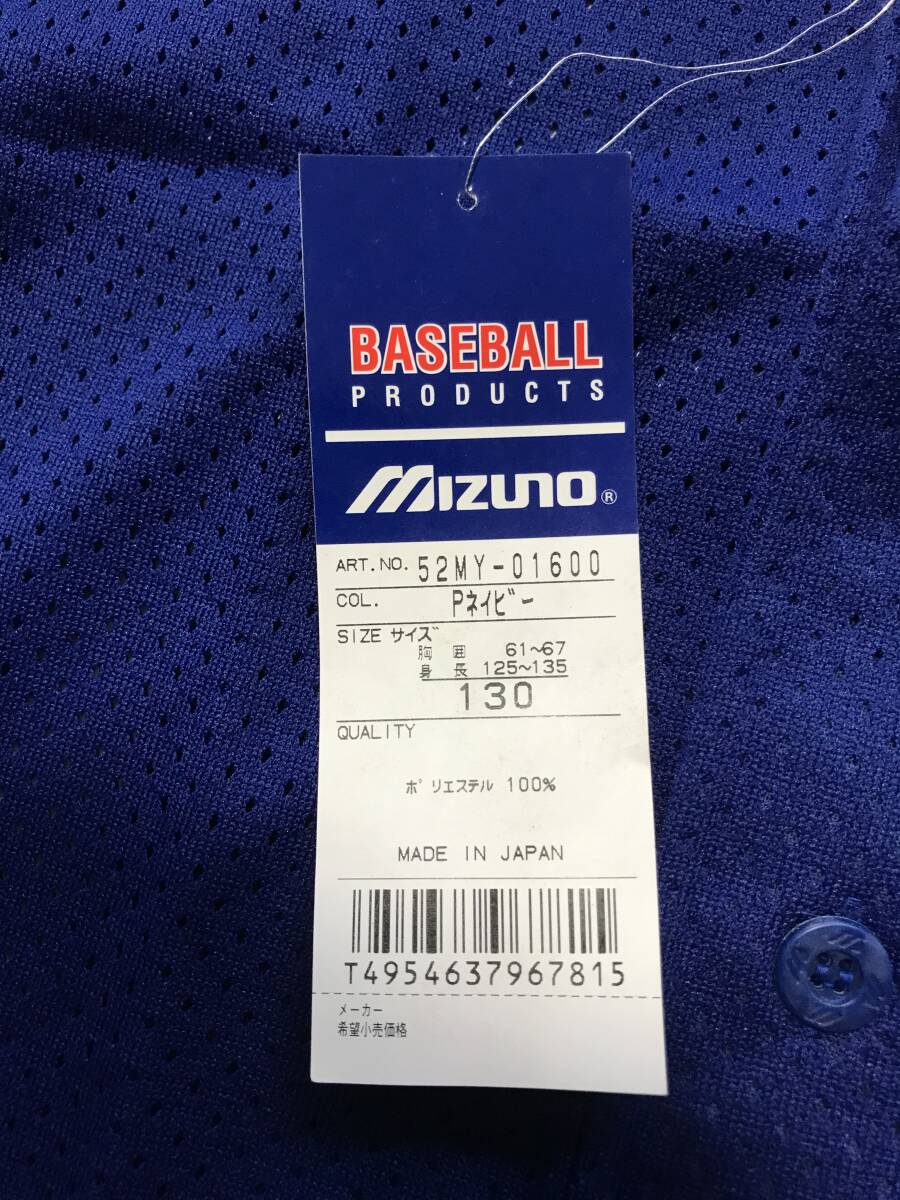 BASEBALL
PRODUCTS
MIZUNO®
ART.NO. 52MY-01600
COL. Pネイビー
SIZE サイズ
胸 囲 61~67
身 長 125~135
130
QUALITY
ポリエステル 100%
MADE IN JAPAN
T4954637967815
メーカー
希望小売価格